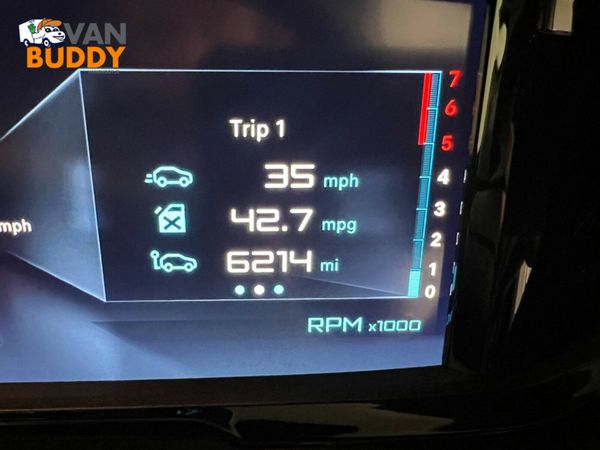 VAN
BUDDY
Trip 1
35 mph
42.7 mpg
6214 mi
mph
7
6
5
4
3
2
1
0
RPM x1000